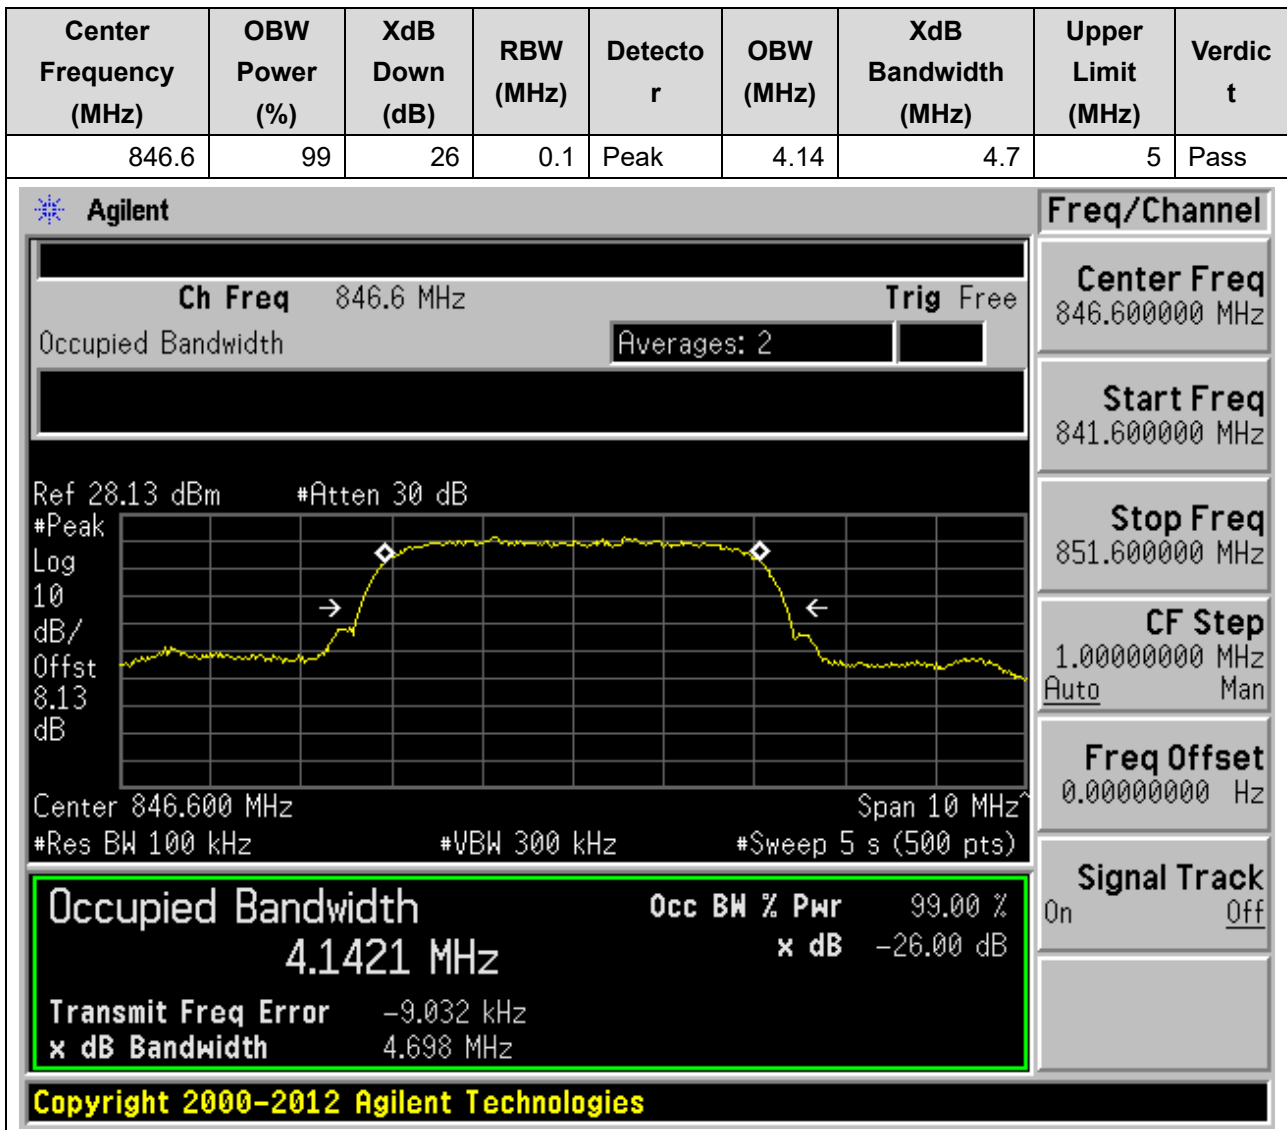 Center Frequency (MHz) OBW Power (%) XdB Down (dB) RBW (MHz) Detecto r OBW (MHz) XdB Bandwidth (MHz) Upper Limit (MHz) Verdic t
846.6 99 26 0.1 Peak 4.14 4.7 5 Pass
Agilent
Freq/Channel
Ch Freq 846.6 MHz Trig Free
Occupied Bandwidth Averages: 2
Center Freq
846.600000 MHz
Start Freq
841.600000 MHz
Stop Freq
851.600000 MHz
CF Step
1.00000000 MHz
Auto Man
Freq Offset
0.00000000 Hz
Signal Track
On Off
Ref 28.13 dBm #Atten 30 dB
#Peak
Log
10
dB/
Offst
8.13
dB
Center 846.600 MHz Span 10 MHz^
#Res BW 100 kHz #VBW 300 kHz #Sweep 5 s (500 pts)
Occupied Bandwidth Occ BW % Pwr 99.00 %
4.1421 MHz x dB -26.00 dB
Transmit Freq Error -9.032 kHz
x dB Bandwidth 4.698 MHz
Copyright 2000-2012 Agilent Technologies